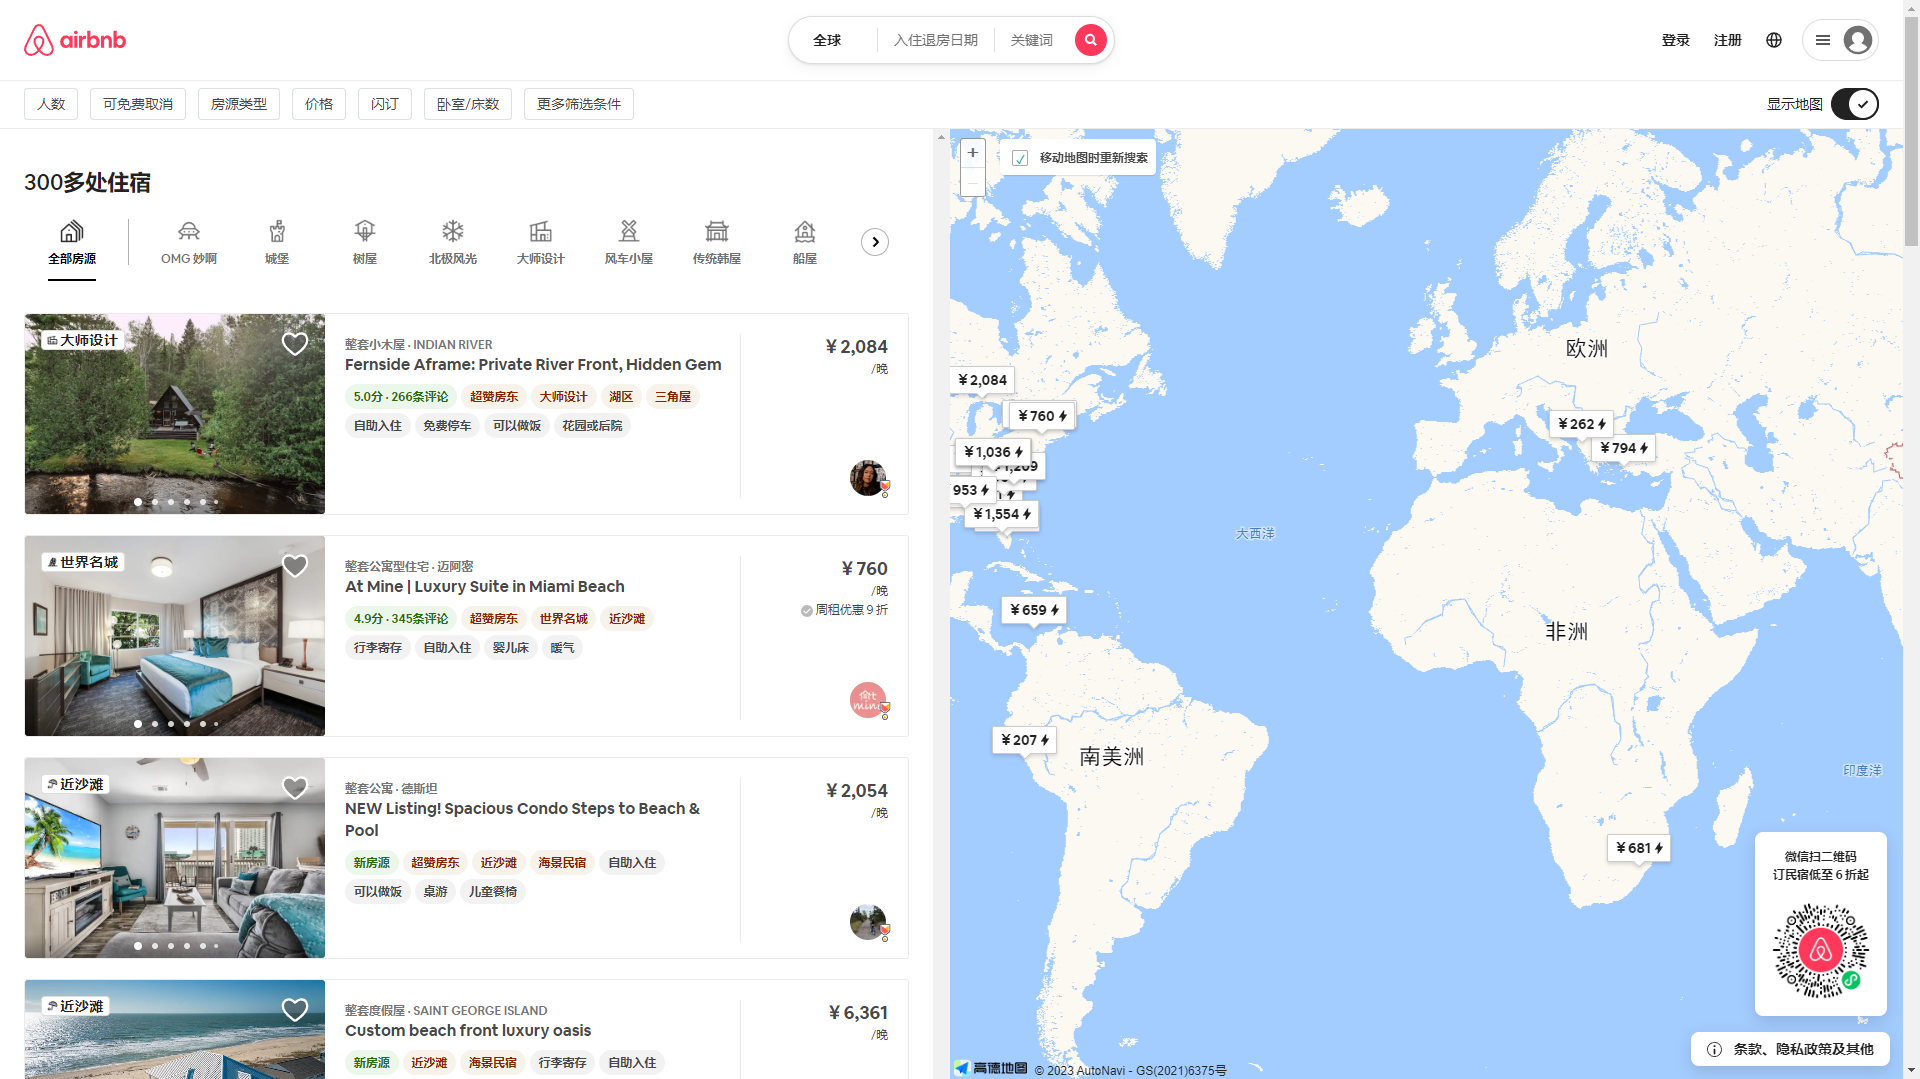 airbnb
全球
入住退房日期
关键词
登录
注册
人数
可免费取消
房源类型
价格
闪订
卧室/床数
更多筛选条件
显示地图
300多处住宿
全部房源
OMG 妙啊
城堡
树屋
北极风光
大师设计
风车小屋
传统韩屋
船屋
大师设计
整套小木屋 · INDIAN RIVER
Fernside Aframe: Private River Front, Hidden Gem
5.0分 · 266条评论
超赞房东
大师设计
湖区
三角屋
自助入住
免费停车
可以做饭
花园或后院
¥2,084
/晚
世界名城
整套公寓型住宅 · 迈阿密
At Mine | Luxury Suite in Miami Beach
4.9分 · 345条评论
超赞房东
世界名城
近沙滩
行李寄存
自助入住
婴儿床
暖气
¥760
/晚
周租优惠 9 折
近沙滩
整套公寓 · 德斯坦
NEW Listing! Spacious Condo Steps to Beach &
Pool
新房源
超赞房东
近沙滩
海景民宿
自助入住
可以做饭
桌游
儿童餐椅
¥2,054
/晚
近沙滩
整套度假屋 · SAINT GEORGE ISLAND
Custom beach front luxury oasis
新房源
近沙滩
海景民宿
行李寄存
自助入住
¥6,361
/晚
+
移动地图时重新搜索
欧洲
¥2,084
¥760
¥262
¥794
¥1,036
953
¥1,554
大西洋
¥659
非洲
¥207
南美洲
印度洋
¥681
微信扫二维码
订民宿低至 6 折起
高德地图
© 2023 AutoNavi - GS(2021)6375号
条款、隐私政策及其他